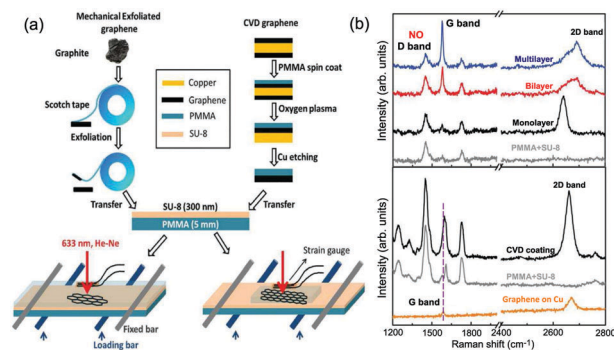 (a)
Mechanical Exfoliated
graphene
Graphite
Scotch tape
Exfoliation
Transfer
CVD graphene
PMMA spin coat
Oxygen plasma
Cu etching
Transfer
Copper
Graphene
PMMA
SU-8
SU-8 (300 nm)
PMMA (5 mm)
633 nm, He-Ne
Strain gauge
Fixed bar
Loading bar
(b)
Intensity (arb. units)
NO
D band
G band
2D band
Multilayer
Bilayer
Monolayer
PMMA+SU-8
Intensity (arb. units)
2D band
CVD coating
PMMA+SU-8
G band
Graphene on Cu
1200 1400 1600 1800 2400 2600 2800
Raman shift (cm-1)